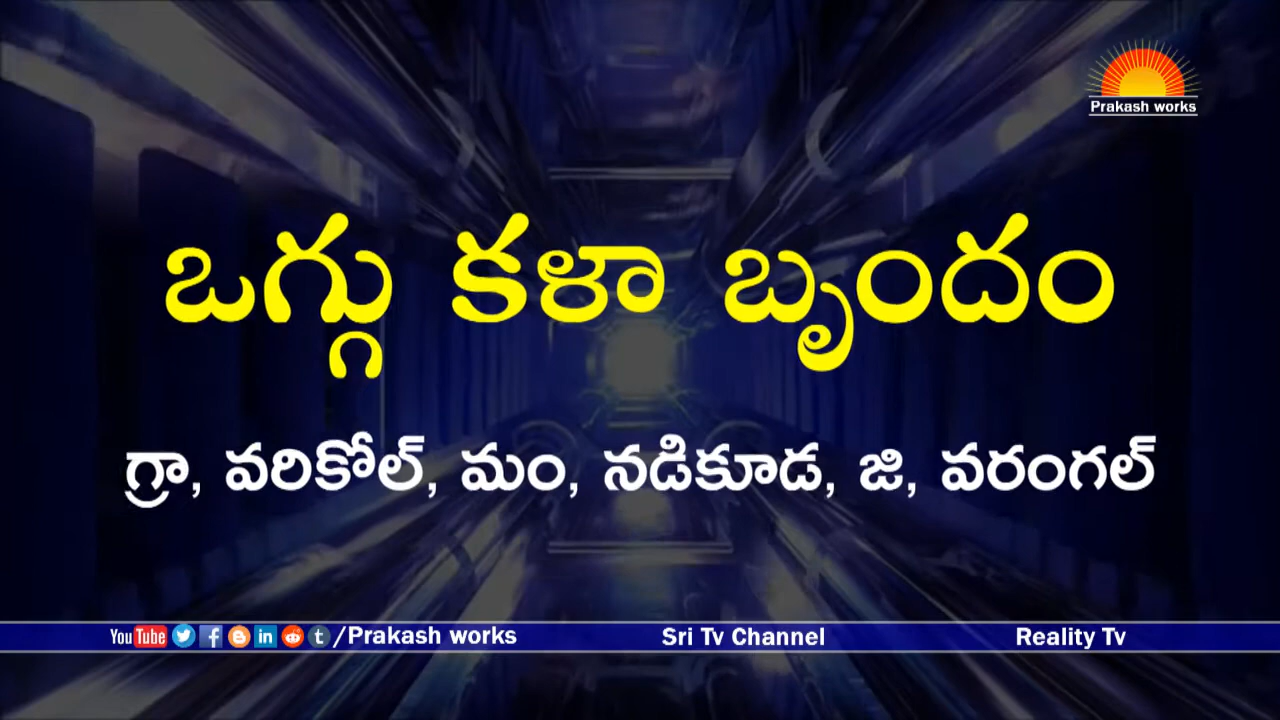 Prakash works
ఒగ్గు కళా బృందం
గ్రా, వరికోల్, మం, నడికూడ, జి, వరంగల్
You Tube /Prakash works Sri Tv Channel Reality Tv